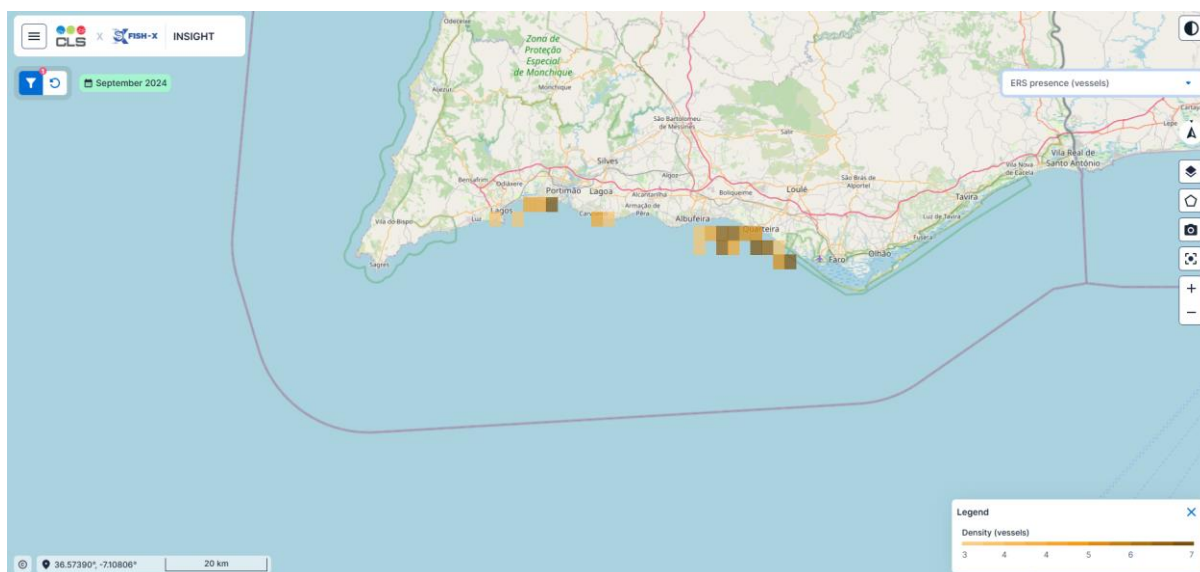 CLS x FISH-X INSIGHT
September 2024
ERS presence (vessels)
Odeceixe
Zona de
Proteção
Especial
de Monchique
Aljezur
Monchique
São Bartolomeu
de Messines
Salir
Cartay
Lepe
Vila Real de
Santo António
Vila Nova
de Cacela
Silves
Algoz
Loulé
São Brás de
Alportel
Tavira
Bensafrim
Odiáxere
Portimão
Lagoa
Alcantarilha
Boliqueime
Armação de
Pêra
Lagos
Luz
Albufeira
Luz de Tavira
Vila do Bispo
Fuseta
Olhão
Faro
Sagres
Legend
Density (vessels)
3 4 4 5 6 7
36.57390°, -7.10806°
20 km